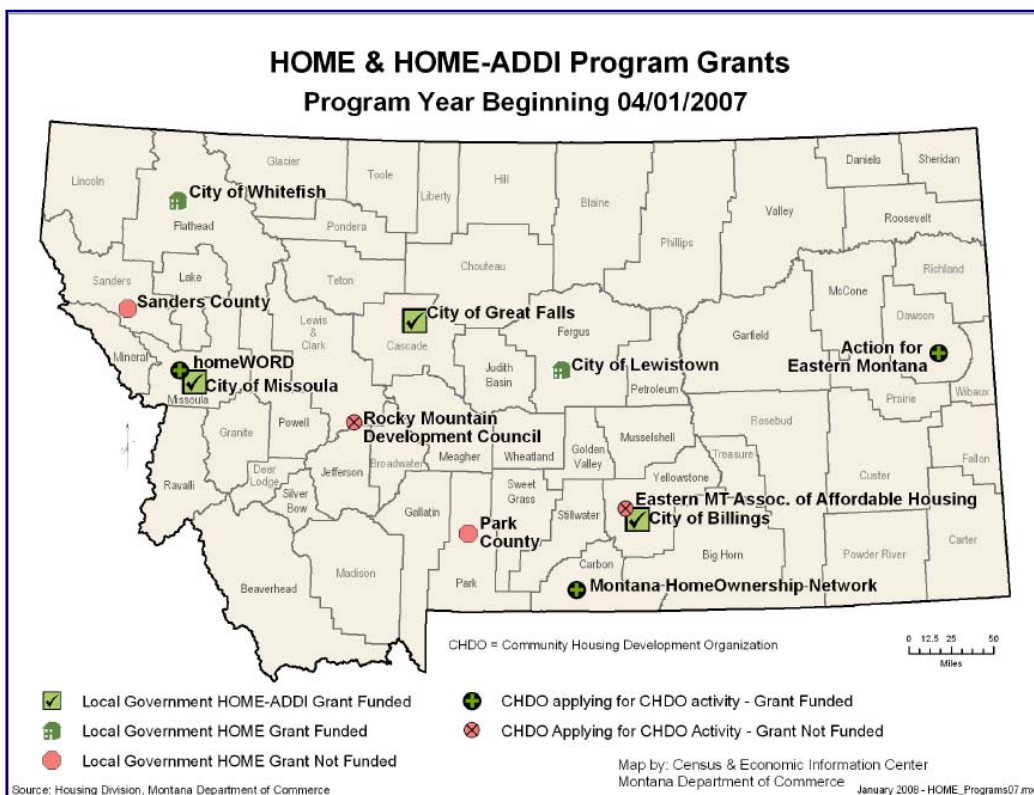 HOME & HOME-ADDI Program Grants
Program Year Beginning 04/01/2007
Lincoln
Glacier
Toole
Liberty
Hill
Blaine
Phillips
Valley
Daniels
Sheridan
City of Whitefish
Flathead
Pondera
Roosevelt
Sanders
Lake
Teton
Chouteau
Richland
McCone
Sanders County
Lewis
& Clark
City of Great Falls
Cascade
Fergus
Garfield
Dawson
Mineral
homeWORD
City of Missoula
Missoula
Judith
Basin
City of Lewistown
Petroleum
Action for
Eastern Montana
Prairie
Wibaux
Granite
Powell
Rocky Mountain
Development Council
Broadwater
Meagher
Wheatland
Golden
Valley
Musselshell
Rosebud
Treasure
Custer
Fallon
Ravalli
Deer
Lodge
Jefferson
Silver
Bow
Gallatin
Sweet
Grass
Stillwater
Yellowstone
Eastern MT Assoc. of Affordable Housing
City of Billings
Park
County
Big Horn
Powder River
Carter
Beaverhead
Madison
Park
Carbon
Montana HomeOwnership Network
CHDO = Community Housing Development Organization
0 12.5 25 50
Miles
Local Government HOME-ADDI Grant Funded
CHDO applying for CHDO activity - Grant Funded
Local Government HOME Grant Funded
CHDO Applying for CHDO Activity - Grant Not Funded
Local Government HOME Grant Not Funded
Map by: Census & Economic Information Center
Montana Department of Commerce
Source: Housing Division, Montana Department of Commerce
January 2008 - HOME_Programs07.m